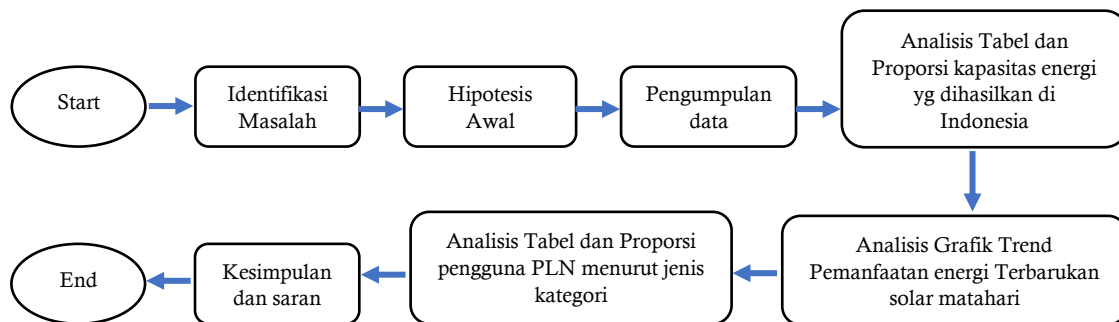 Start
Identifikasi
Masalah
Hipotesis
Awal
Pengumpulan
data
Analisis Tabel dan
Proporsi kapasitas energi
yg dihasilkan di
Indonesia
Analisis Grafik Trend
Pemanfaatan energi Terbarukan
solar matahari
Analisis Tabel dan Proporsi
pengguna PLN menurut jenis
kategori
Kesimpulan
dan saran
End